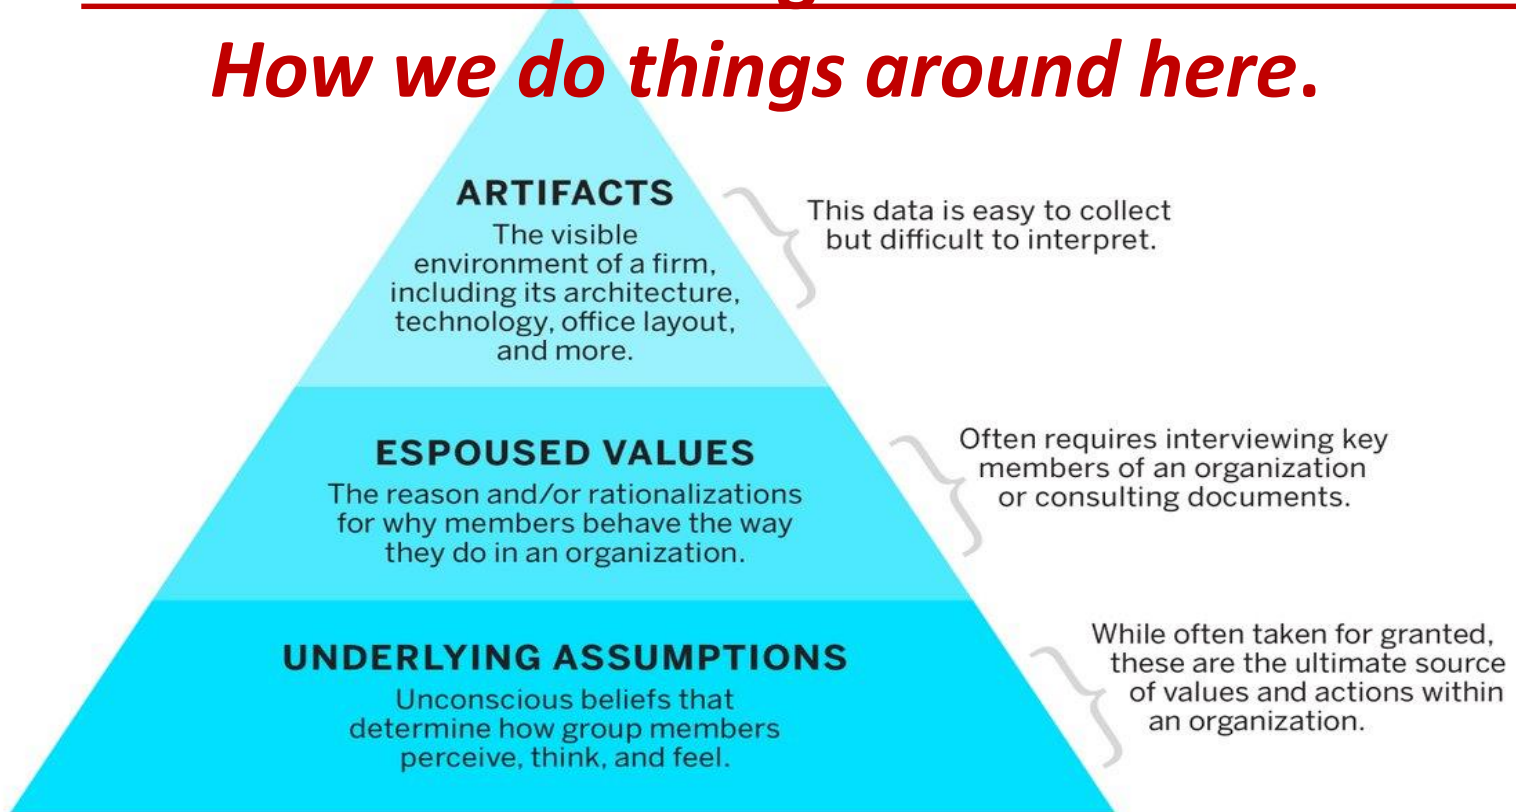 How we do things around here.
ARTIFACTS
The visible
environment of a firm,
including its architecture,
technology, office layout,
and more.
This data is easy to collect
but difficult to interpret.
ESPOUSED VALUES
The reason and/or rationalizations
for why members behave the way
they do in an organization.
Often requires interviewing key
members of an organization
or consulting documents.
UNDERLYING ASSUMPTIONS
Unconscious beliefs that
determine how group members
perceive, think, and feel.
While often taken for granted,
these are the ultimate source
of values and actions within
an organization.